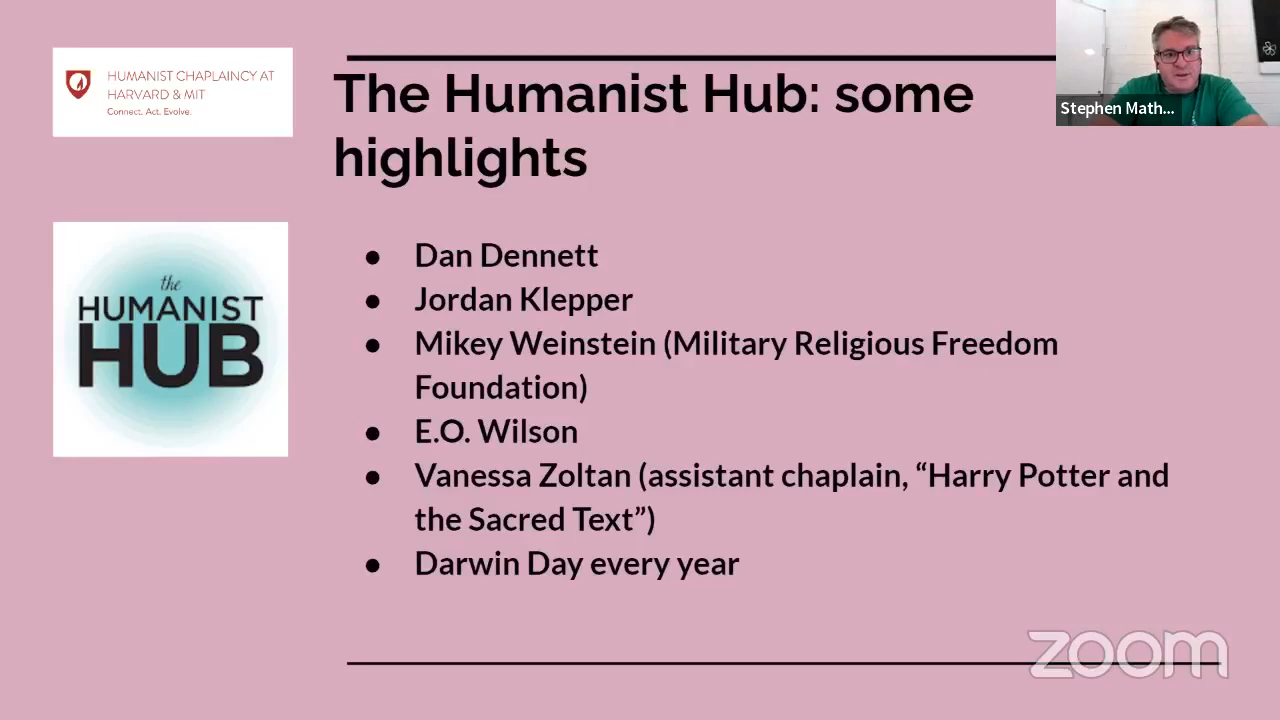 HUMANIST CHAPLAINCY AT
HARVARD & MIT
Connect. Act. Evolve.
The Humanist Hub: some
highlights
Stephen Math...
the
HUMANIST
HUB
● Dan Dennett
● Jordan Klepper
● Mikey Weinstein (Military Religious Freedom
Foundation)
● E.O. Wilson
● Vanessa Zoltan (assistant chaplain, “Harry Potter and
the Sacred Text”)
● Darwin Day every year
zoom